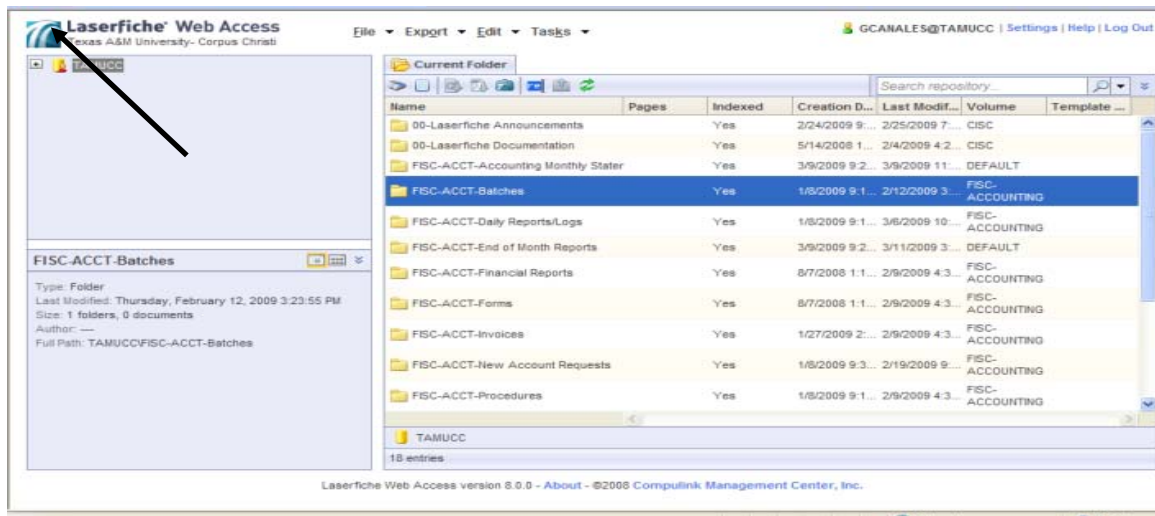 Laserfiche® Web Access
Texas A&M University- Corpus Christi
File Export Edit Tasks
GCANALES@TAMUCC | Settings | Help | Log Out
TAMUCC
Current Folder
Search repository...
Name Pages Indexed Creation D... Last Modif... Volume Template ...
00-Laserfiche Announcements Yes 2/24/2009 9:... 2/25/2009 7:... CISC
00-Laserfiche Documentation Yes 5/14/2008 1... 2/4/2009 4:2... CISC
FISC-ACCT-Accounting Monthly Stater Yes 3/9/2009 9:2... 3/9/2009 11:... DEFAULT
FISC-ACCT-Batches Yes 1/8/2009 9:1... 2/12/2009 3:... FISC-
ACCOUNTING
FISC-ACCT-Daily Reports/Logs Yes 1/8/2009 9:1... 3/6/2009 10:... FISC-
ACCOUNTING
FISC-ACCT-End of Month Reports Yes 3/9/2009 9:2... 3/11/2009 3:... DEFAULT
FISC-ACCT-Financial Reports Yes 8/7/2008 1:1... 2/9/2009 4:3... FISC-
ACCOUNTING
FISC-ACCT-Forms Yes 8/7/2008 1:1... 2/9/2009 4:3... FISC-
ACCOUNTING
FISC-ACCT-Invoices Yes 1/27/2009 2:... 2/9/2009 4:3... FISC-
ACCOUNTING
FISC-ACCT-New Account Requests Yes 1/8/2009 9:3... 2/19/2009 9:... FISC-
ACCOUNTING
FISC-ACCT-Procedures Yes 1/8/2009 9:1... 2/9/2009 4:3... FISC-
ACCOUNTING
FISC-ACCT-Batches
Type: Folder
Last Modified: Thursday, February 12, 2009 3:23:55 PM
Size: 1 folders, 0 documents
Author: —
Full Path: TAMUCC\FISC-ACCT-Batches
TAMUCC
18 entries
Laserfiche Web Access version 8.0.0 - About - ©2008 Compulink Management Center, Inc.